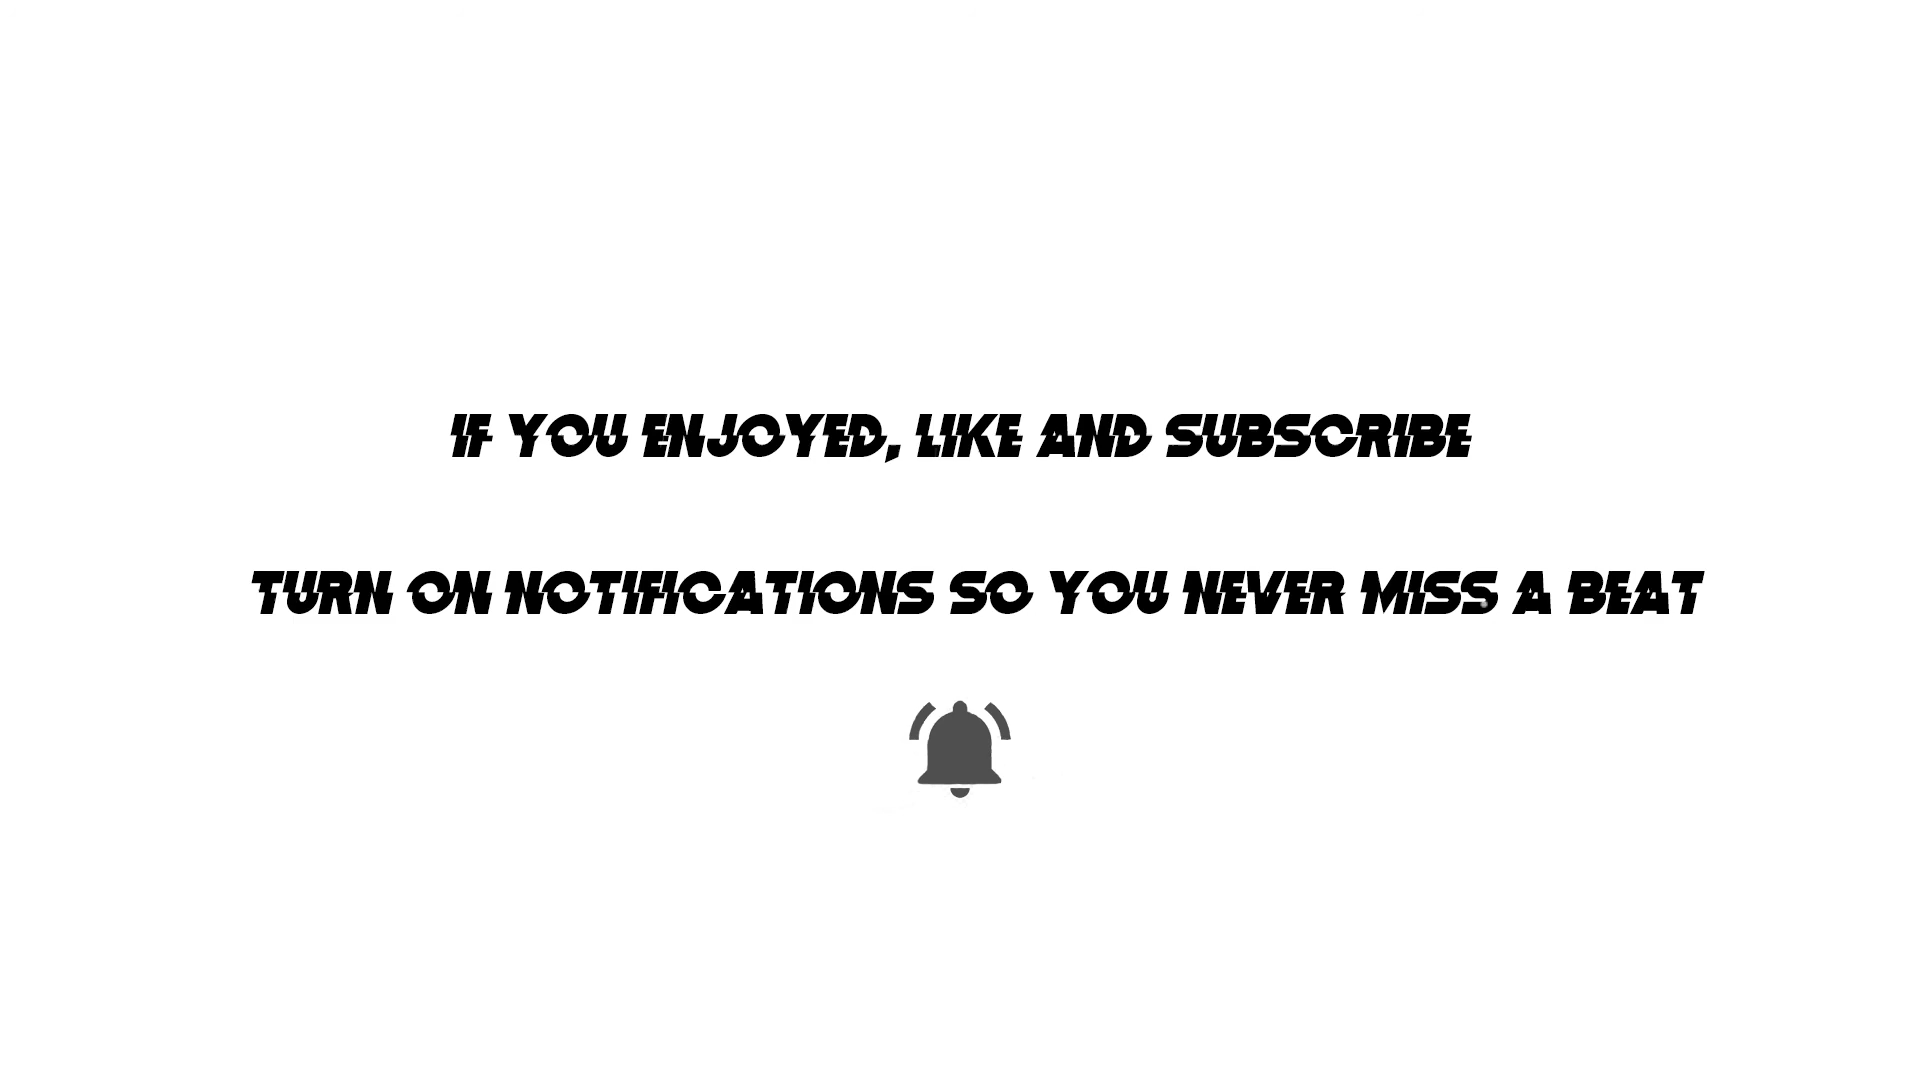 IF YOU ENJOYED, LIKE AND SUBSCRIBE
TURN ON NOTIFICATIONS SO YOU NEVER MISS A BEAT